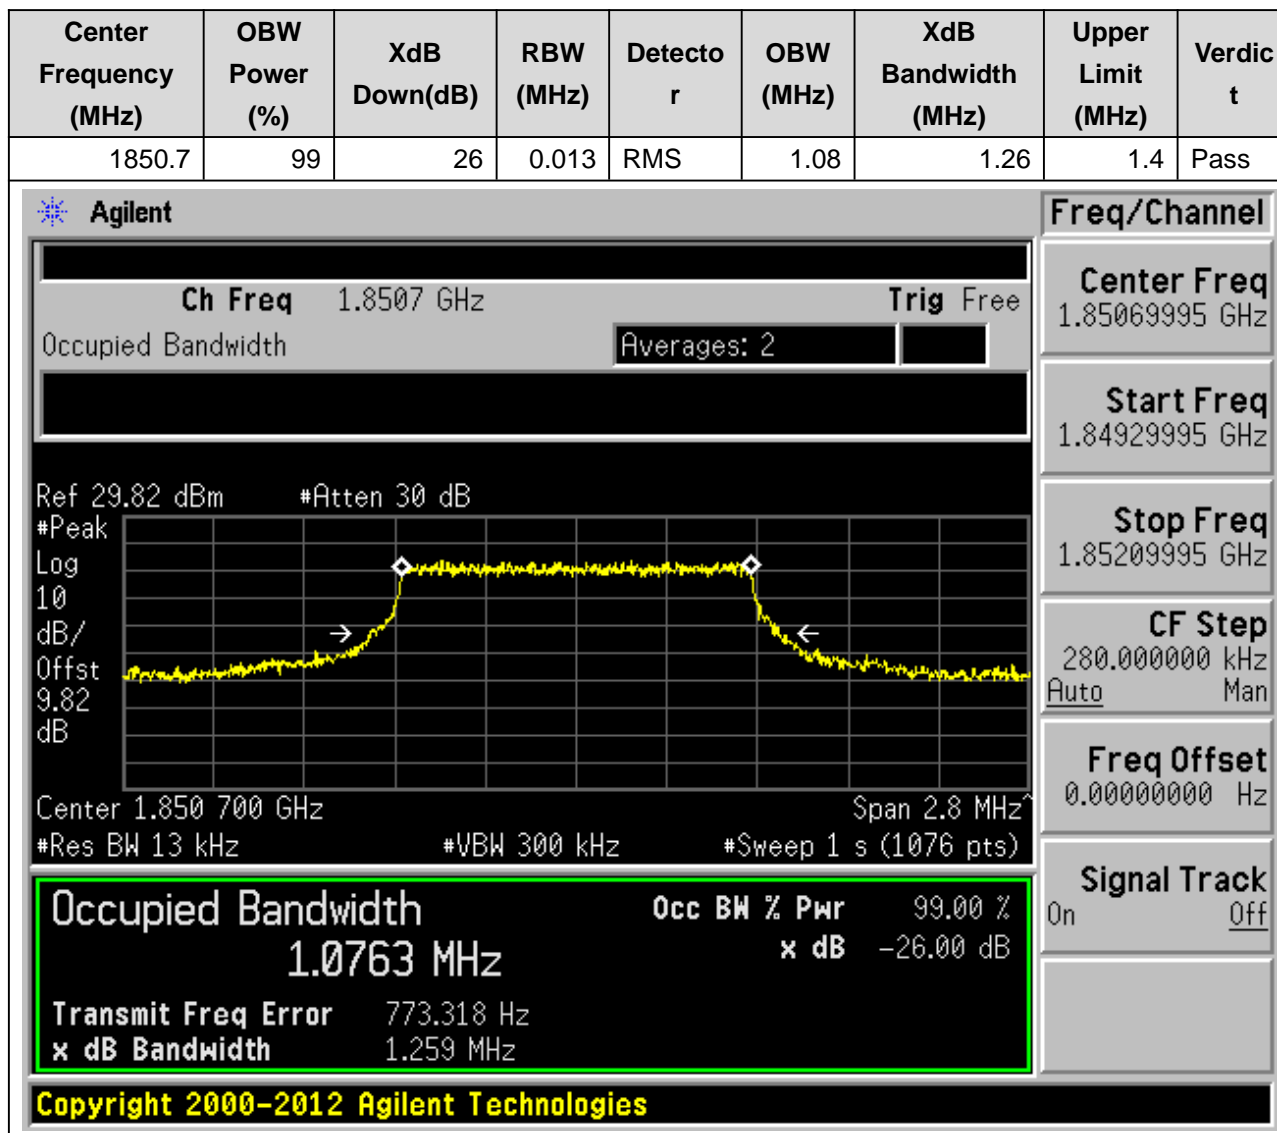 Center Frequency (MHz) OBW Power (%) XdB Down(dB) RBW (MHz) Detecto r OBW (MHz) XdB Bandwidth (MHz) Upper Limit (MHz) Verdic t
1850.7 99 26 0.013 RMS 1.08 1.26 1.4 Pass
Agilent
Freq/Channel
Ch Freq 1.8507 GHz Trig Free
Occupied Bandwidth Averages: 2
Center Freq
1.85069995 GHz
Start Freq
1.84929995 GHz
Stop Freq
1.85209995 GHz
CF Step
280.000000 kHz
Auto Man
Freq Offset
0.00000000 Hz
Signal Track
On Off
Ref 29.82 dBm #Atten 30 dB
#Peak
Log
10
dB/
Offst
9.82
dB
Center 1.850 700 GHz Span 2.8 MHz^
#Res BW 13 kHz #VBW 300 kHz #Sweep 1 s (1076 pts)
Occupied Bandwidth Occ BW % Pwr 99.00 %
1.0763 MHz x dB -26.00 dB
Transmit Freq Error 773.318 Hz
x dB Bandwidth 1.259 MHz
Copyright 2000-2012 Agilent Technologies